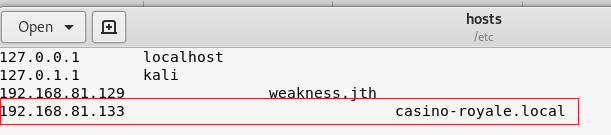 Open
hosts
/etc
127.0.0.1 localhost
127.0.1.1 kali
192.168.81.129 weakness.jth
192.168.81.133 casino-royale.local